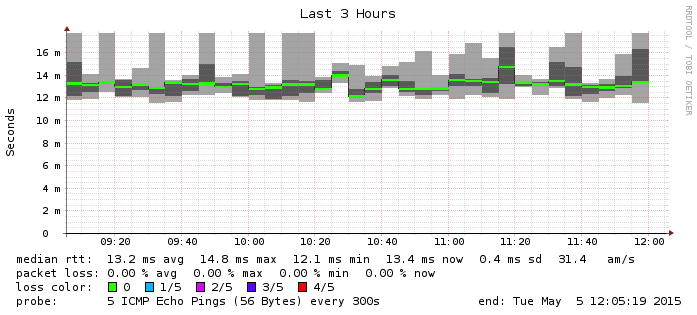 Last 3 Hours
RRDTOOL / TOBI OETIKER
Seconds
16 m
14 m
12 m
10 m
8 m
6 m
4 m
2 m
0
09:20 09:40 10:00 10:20 10:40 11:00 11:20 11:40 12:00
median rtt: 13.2 ms avg 14.8 ms max 12.1 ms min 13.4 ms now 0.4 ms sd 31.4 am/s
packet loss: 0.00 % avg 0.00 % max 0.00 % min 0.00 % now
loss color: 0 1/5 2/5 3/5 4/5
probe: 5 ICMP Echo Pings (56 Bytes) every 300s end: Tue May 5 12:05:19 2015